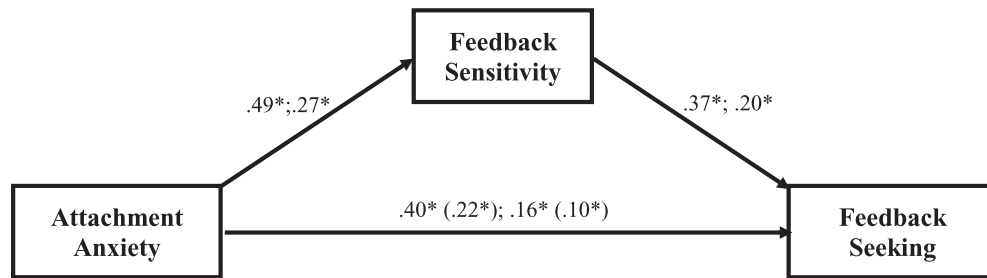 Feedback
Sensitivity
.49*;.27*
.37*; .20*
Attachment
Anxiety
.40* (.22*); .16* (.10*)
Feedback
Seeking